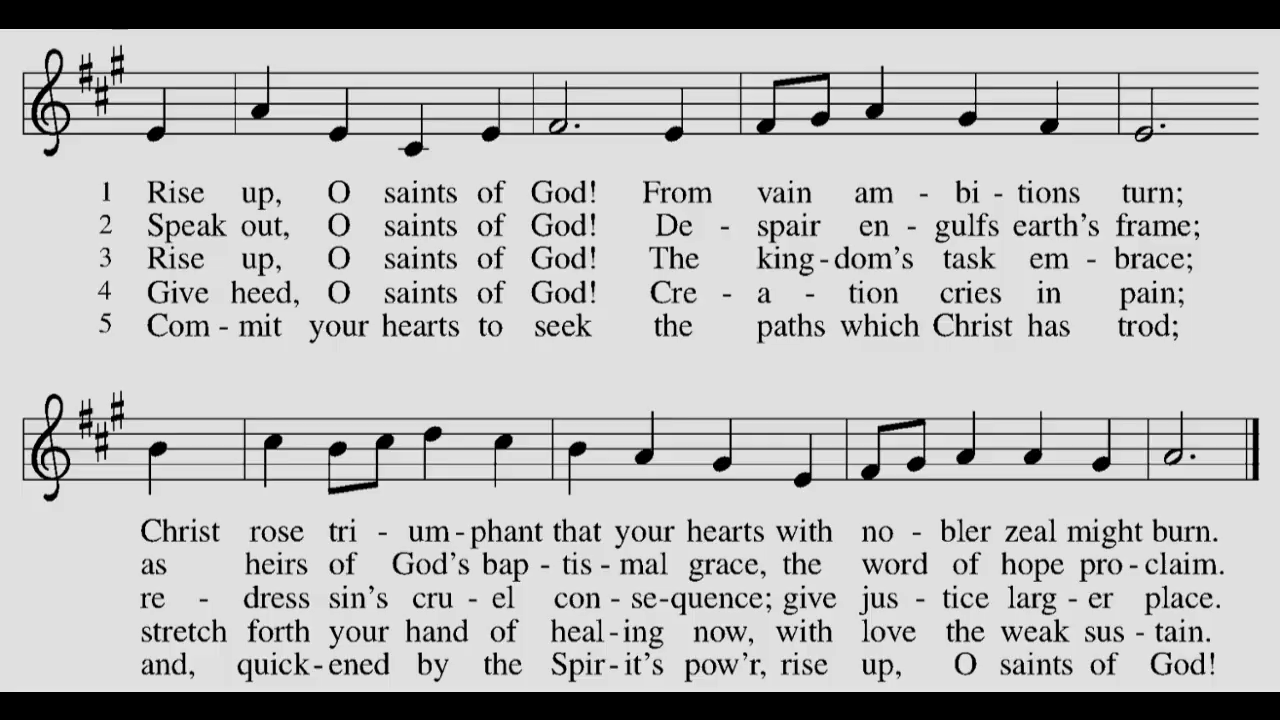 1 Rise up, O saints of God! From vain am - bi - tions turn;
2 Speak out, O saints of God! De - spair en - gulfs earth's frame;
3 Rise up, O saints of God! The king - dom's task em - brace;
4 Give heed, O saints of God! Cre - a - tion cries in pain;
5 Com - mit your hearts to seek the paths which Christ has trod;
Christ rose tri - um - phant that your hearts with no - bler zeal might burn.
as heirs of God's bap - tis - mal grace, the word of hope pro - claim.
re - dress sin's cru - el con - se - quence; give jus - tice larg - er place.
stretch forth your hand of heal - ing now, with love the weak sus - tain.
and, quick - ened by the Spir - it's pow'r, rise up, O saints of God!